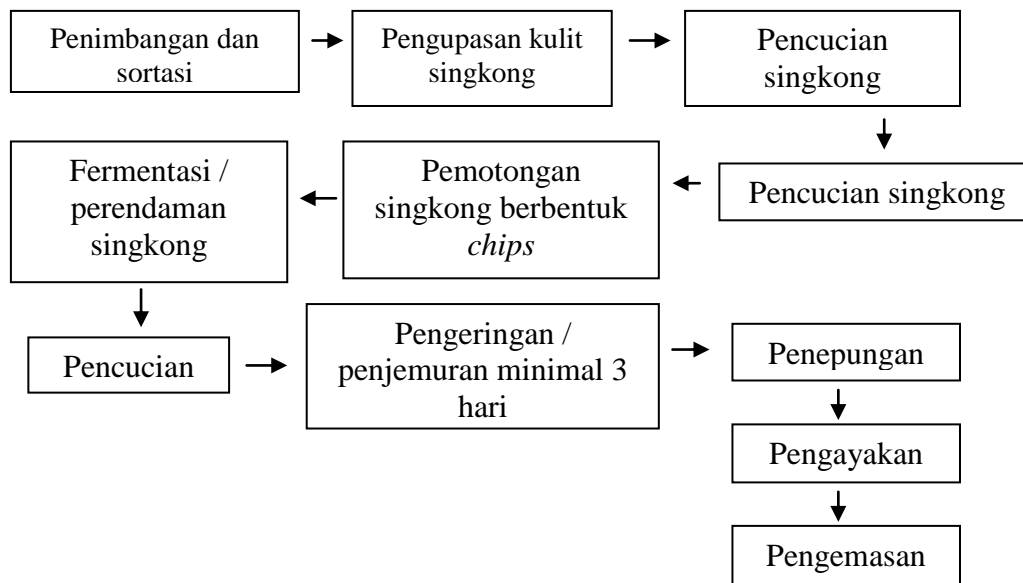 Penimbangan dan
sortasi
Pengupasan kulit
singkong
Pencucian
singkong
Pencucian singkong
Pemotongan
singkong berbentuk
chips
Fermentasi /
perendaman
singkong
Pencucian
Pengeringan /
penjemuran minimal 3
hari
Penepungan
Pengayakan
Pengemasan